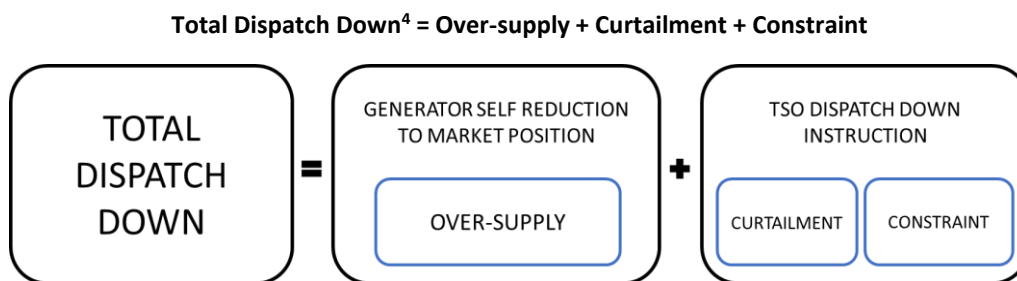 Total Dispatch Down⁴ = Over-supply + Curtailment + Constraint
TOTAL
DISPATCH
DOWN
=
GENERATOR SELF REDUCTION
TO MARKET POSITION
OVER-SUPPLY
+
TSO DISPATCH DOWN
INSTRUCTION
CURTAILMENT
CONSTRAINT